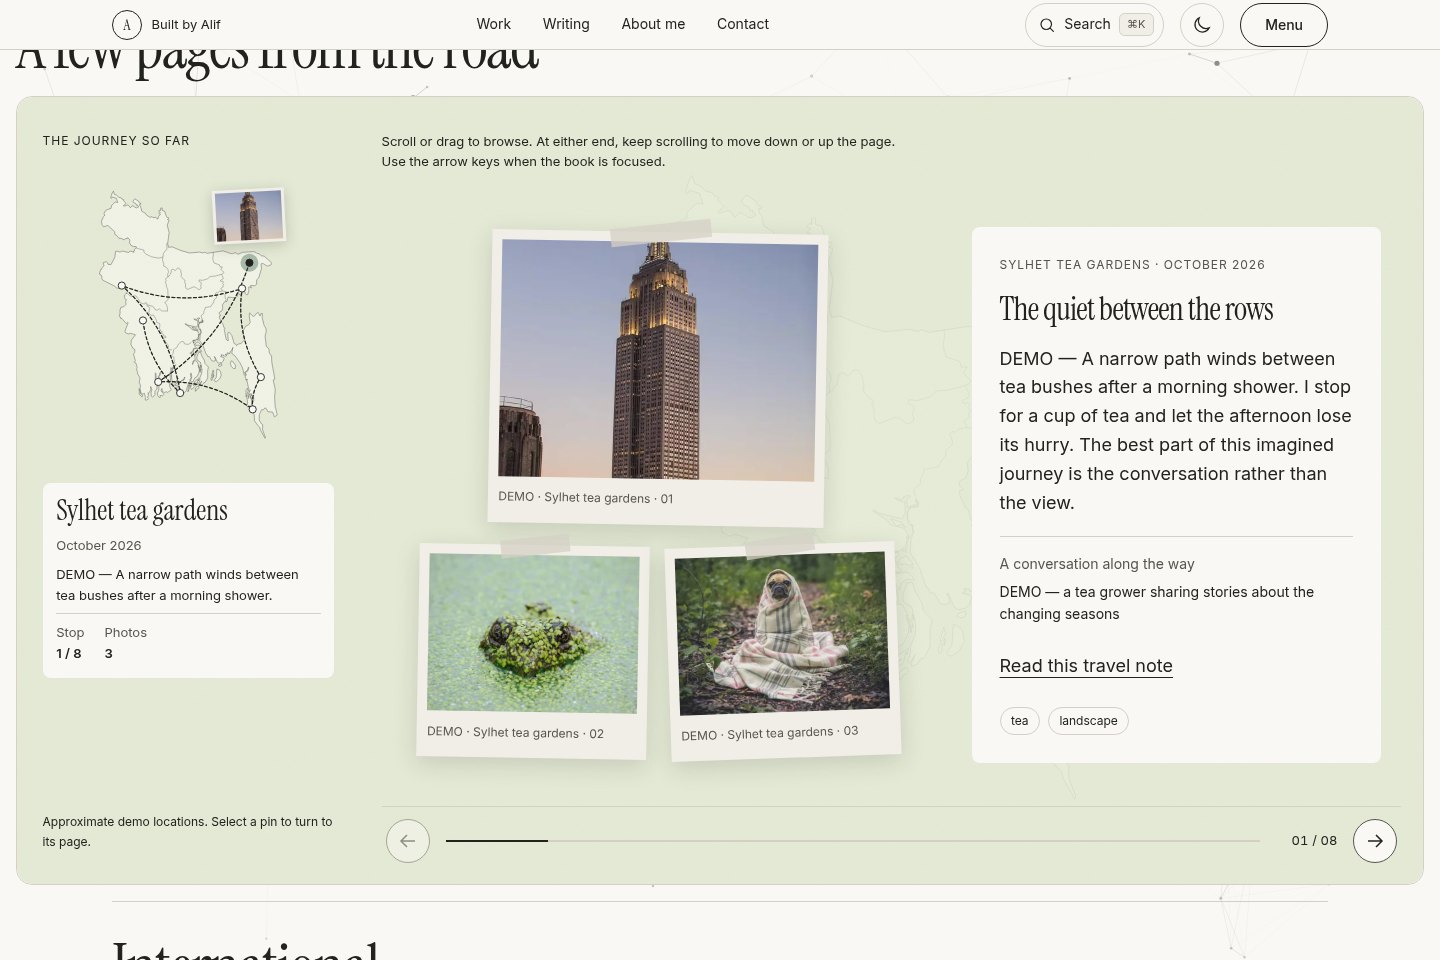 A
Built by Alif
Work
Writing
About me
Contact
Search
⌘K
Menu
A few pages from the road
THE JOURNEY SO FAR
Sylhet tea gardens
October 2026
DEMO — A narrow path winds between
tea bushes after a morning shower.
Stop
Photos
1 / 8
3
Approximate demo locations. Select a pin to turn to
its page.
Scroll or drag to browse. At either end, keep scrolling to move down or up the page.
Use the arrow keys when the book is focused.
DEMO · Sylhet tea gardens · 01
DEMO · Sylhet tea gardens · 02
DEMO · Sylhet tea gardens · 03
SYLHET TEA GARDENS · OCTOBER 2026
The quiet between the rows
DEMO — A narrow path winds between
tea bushes after a morning shower. I stop
for a cup of tea and let the afternoon lose
its hurry. The best part of this imagined
journey is the conversation rather than
the view.
A conversation along the way
DEMO — a tea grower sharing stories about the
changing seasons
Read this travel note
tea
landscape
01 / 08
International